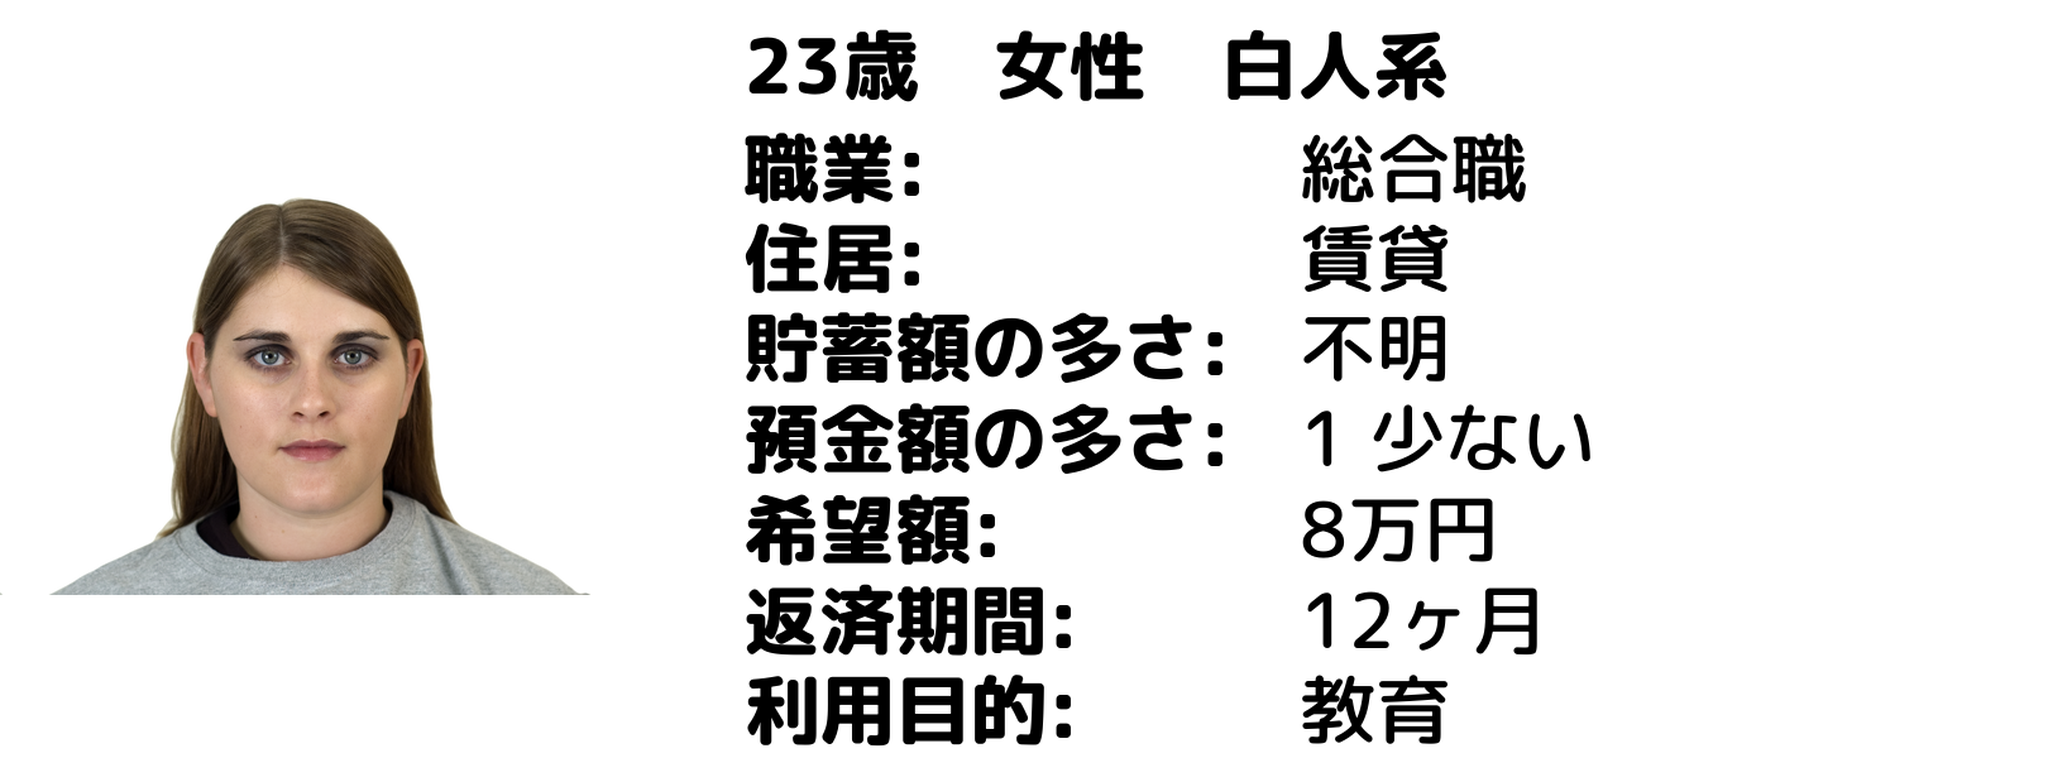 23歳　女性　白人系
職業: 総合職
住居: 賃貸
貯蓄額の多さ: 不明
預金額の多さ: 1 少ない
希望額: 8万円
返済期間: 12ヶ月
利用目的: 教育